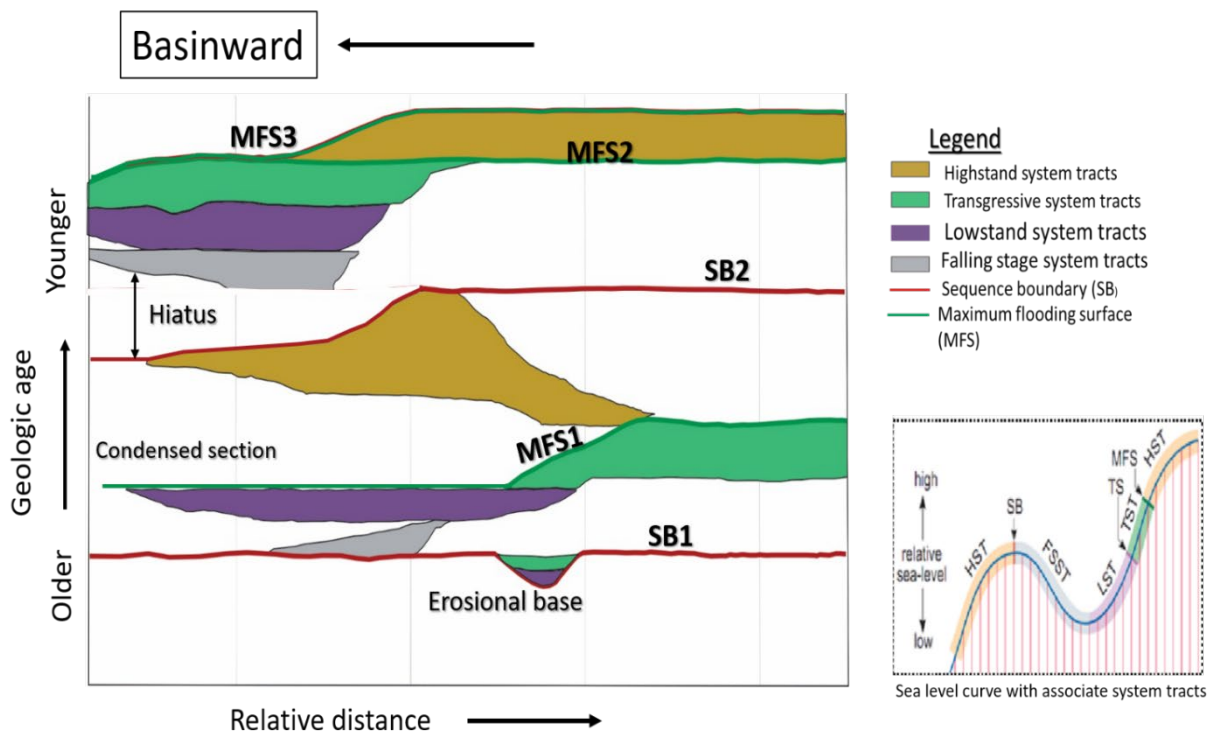 Basinward
MFS3
MFS2
SB2
Hiatus
MFS1
Condensed section
SB1
Erosional base
Younger
Geologic age
Older
Relative distance
Legend
Highstand system tracts
Transgressive system tracts
Lowstand system tracts
Falling stage system tracts
Sequence boundary (SB)
Maximum flooding surface
(MFS)
high
relative
sea-level
low
HST
SB
FSST
LST
TST
TS
MFS
HST
Sea level curve with associate system tracts